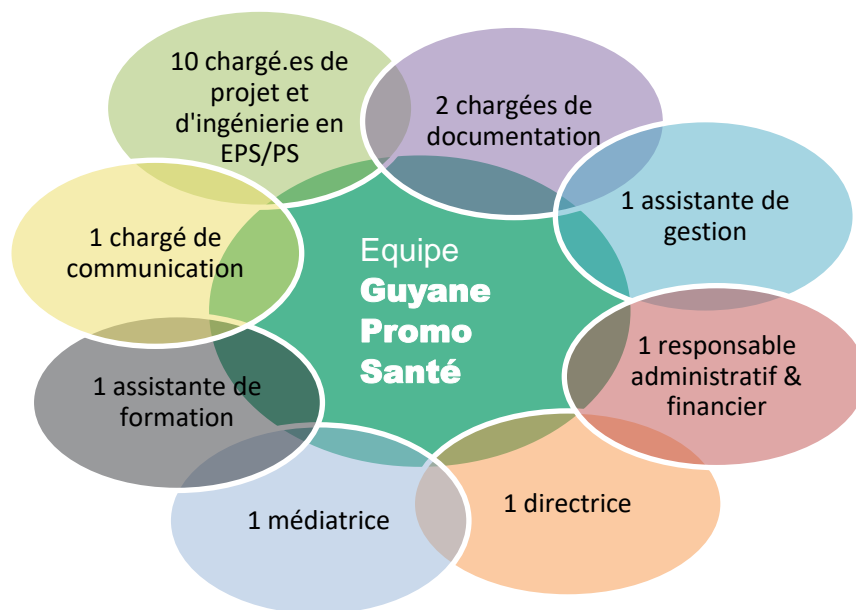 10 chargé.es de
projet et
d'ingénierie en
EPS/PS
2 chargées de
documentation
1 assistante de
gestion
1 responsable
administratif &
financier
1 directrice
1 médiatrice
1 assistante de
formation
1 chargé de
communication
Equipe
Guyane
Promo
Santé